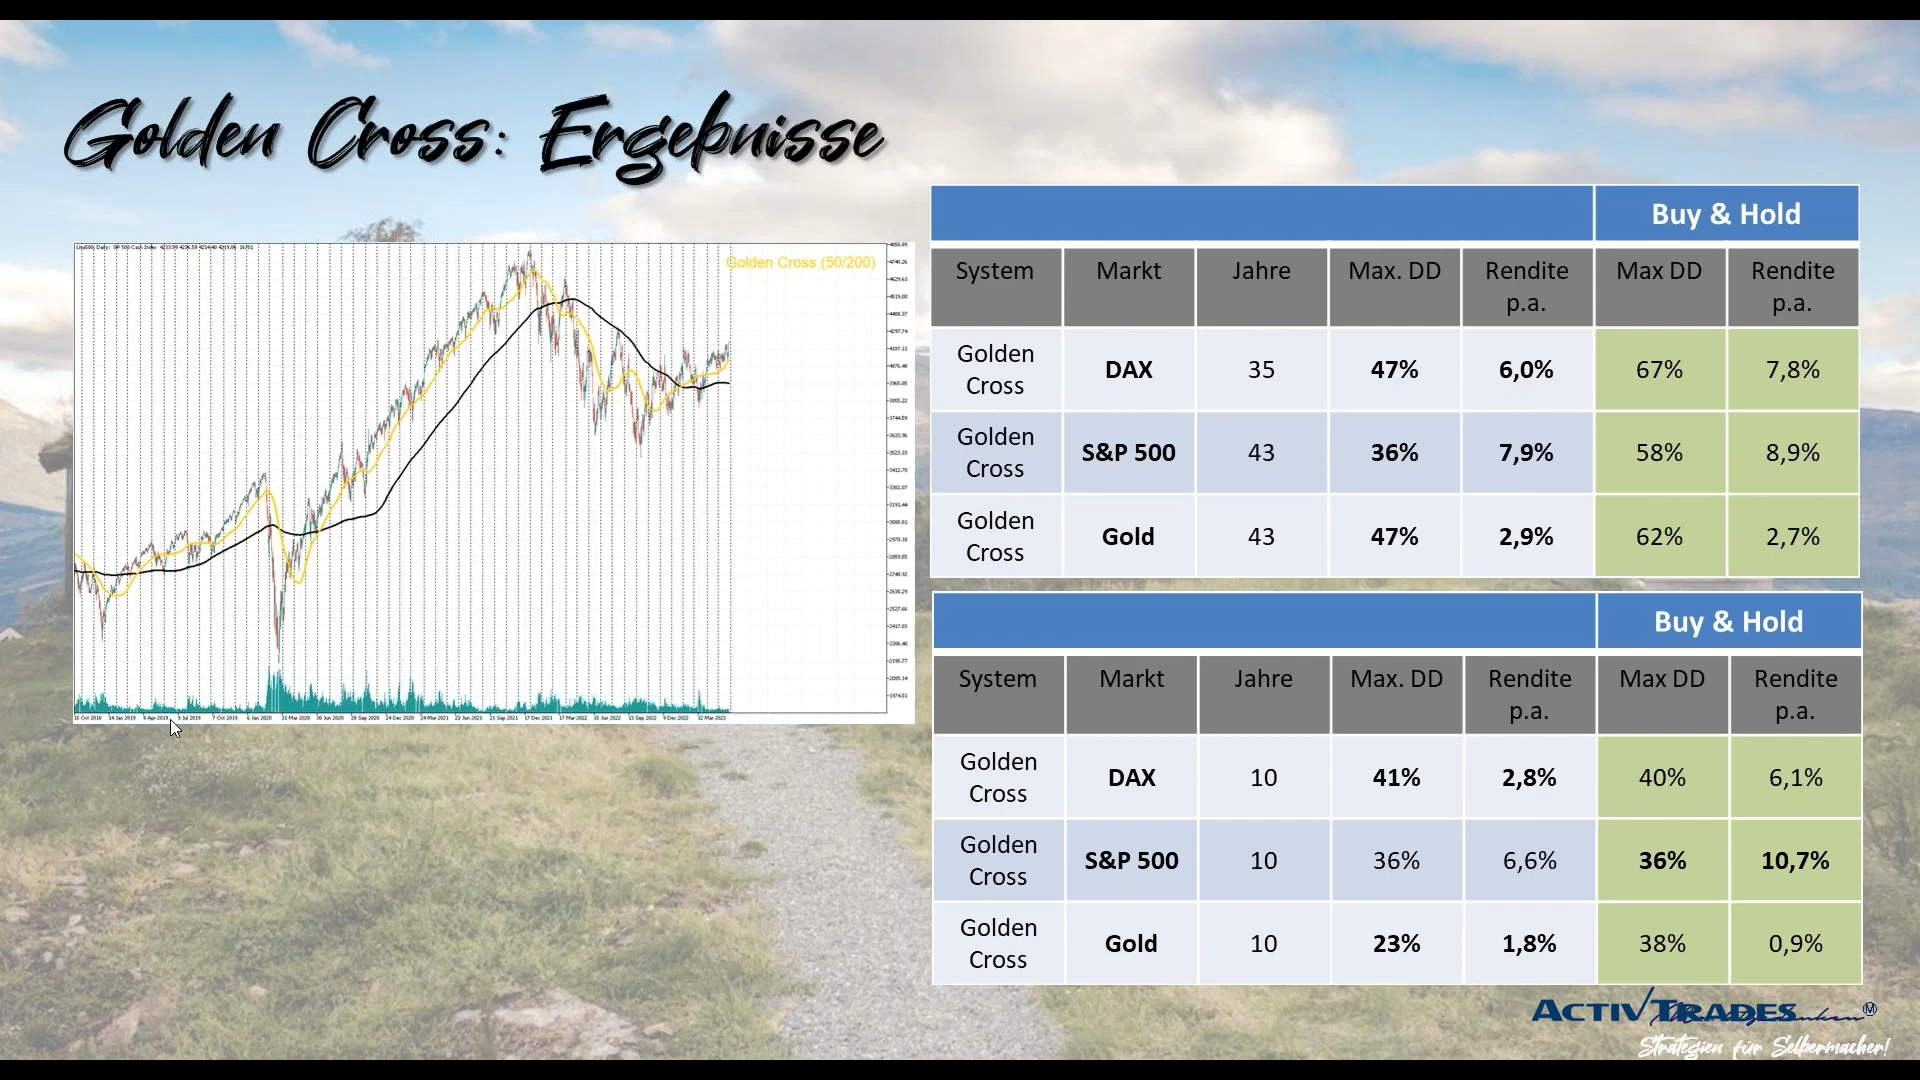 Golden Cross: Ergebnisse
Golden Cross (50/200)
Buy & Hold
System Markt Jahre Max. DD Rendite p.a. Max DD Rendite p.a.
Golden Cross DAX 35 47% 6,0% 67% 7,8%
Golden Cross S&P 500 43 36% 7,9% 58% 8,9%
Golden Cross Gold 43 47% 2,9% 62% 2,7%
Buy & Hold
System Markt Jahre Max. DD Rendite p.a. Max DD Rendite p.a.
Golden Cross DAX 10 41% 2,8% 40% 6,1%
Golden Cross S&P 500 10 36% 6,6% 36% 10,7%
Golden Cross Gold 10 23% 1,8% 38% 0,9%
ACTIVTRADES
Strategien für Selbermacher!